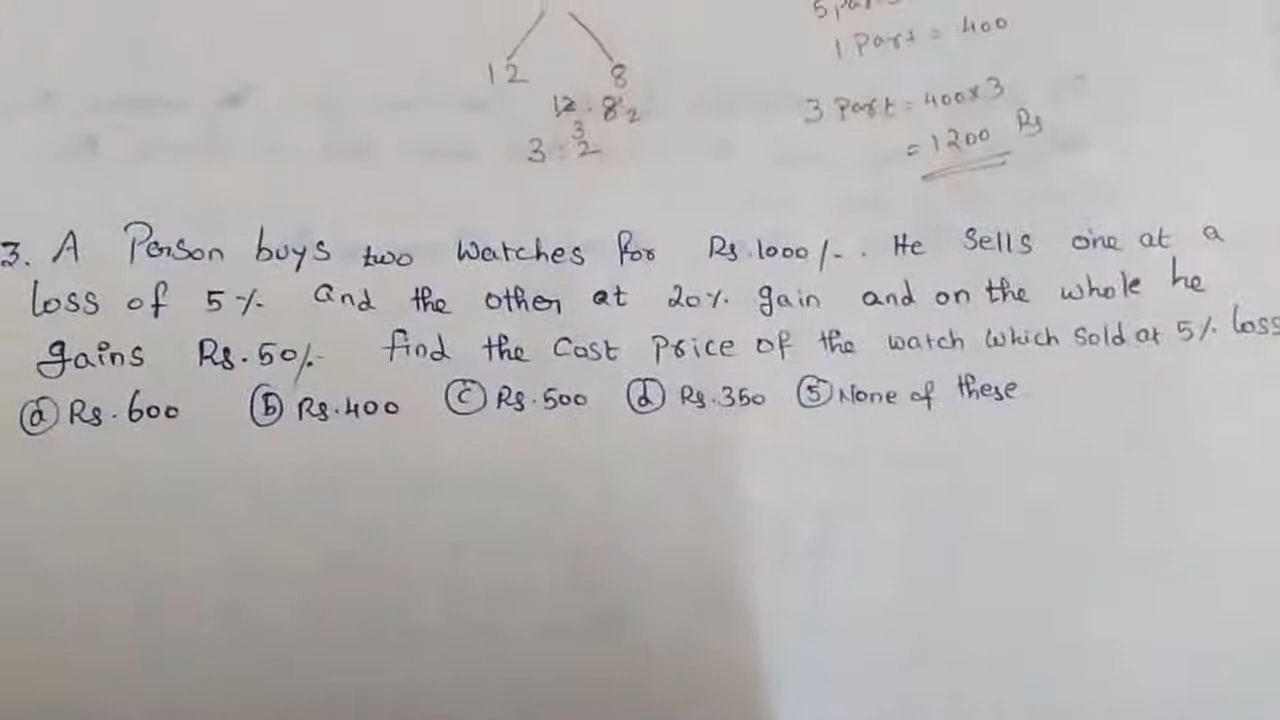 1 Part = 400
12 8
12 : 8 2
3
3 : 2
3 Part = 400x3
= 1200 Rs
3. A Person buys two watches for Rs.1000/-. He Sells one at a
loss of 5%. and the other at 20%. gain and on the whole he
gains Rs.50/- find the Cost Price of the watch which Sold at 5%. loss
(a) Rs.600 (b) Rs.400 (c) Rs.500 (d) Rs.350 (5) None of these